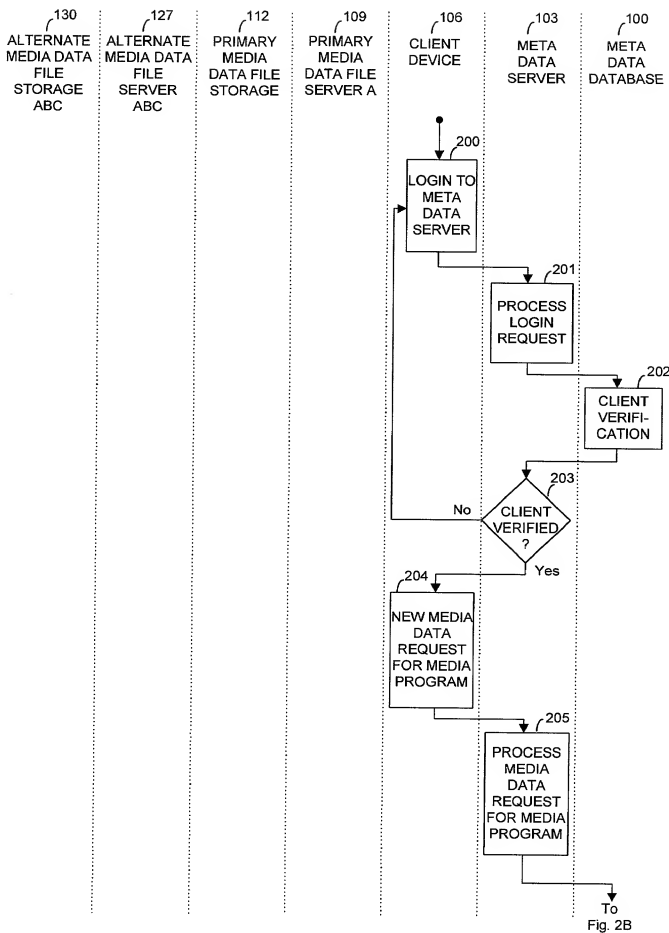 130
ALTERNATE
MEDIA DATA
FILE
STORAGE
ABC
127
ALTERNATE
MEDIA DATA
FILE
SERVER
ABC
112
PRIMARY
MEDIA
DATA FILE
STORAGE
109
PRIMARY
MEDIA
DATA FILE
SERVER A
106
CLIENT
DEVICE
103
META
DATA
SERVER
100
META
DATA
DATABASE
200
LOGIN TO
META
DATA
SERVER
201
PROCESS
LOGIN
REQUEST
202
CLIENT
VERIFI-
CATION
203
CLIENT
VERIFIED
?
No
Yes
204
NEW MEDIA
DATA
REQUEST
FOR MEDIA
PROGRAM
205
PROCESS
MEDIA
DATA
REQUEST
FOR MEDIA
PROGRAM
To
Fig. 2B